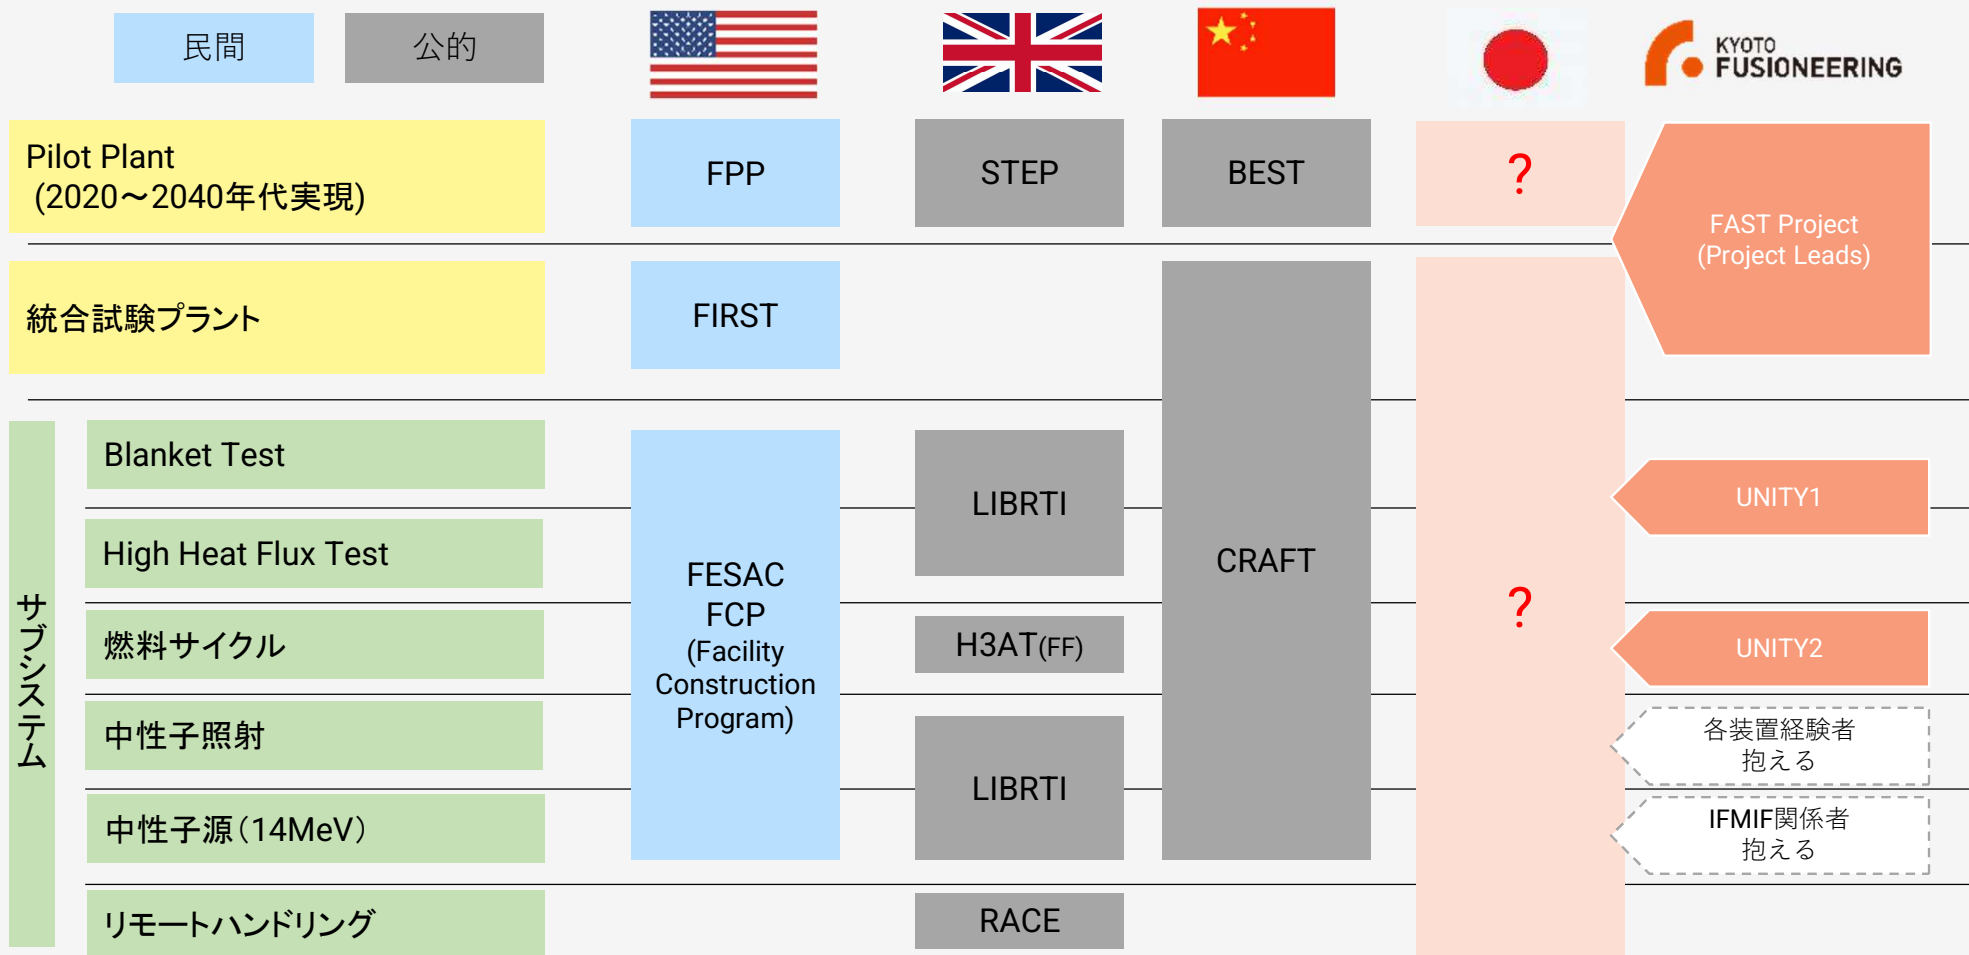 民間
公的
KYOTO
FUSIONEERING
Pilot Plant
(2020～2040年代実現)
FPP
STEP
BEST
?
FAST Project
(Project Leads)
統合試験プラント
FIRST
サブシステム
Blanket Test
High Heat Flux Test
燃料サイクル
中性子照射
中性子源（14MeV）
リモートハンドリング
FESAC
FCP
(Facility
Construction
Program)
LIBRTI
H3AT(FF)
LIBRTI
RACE
CRAFT
?
UNITY1
UNITY2
各装置経験者
抱える
IFMIF関係者
抱える